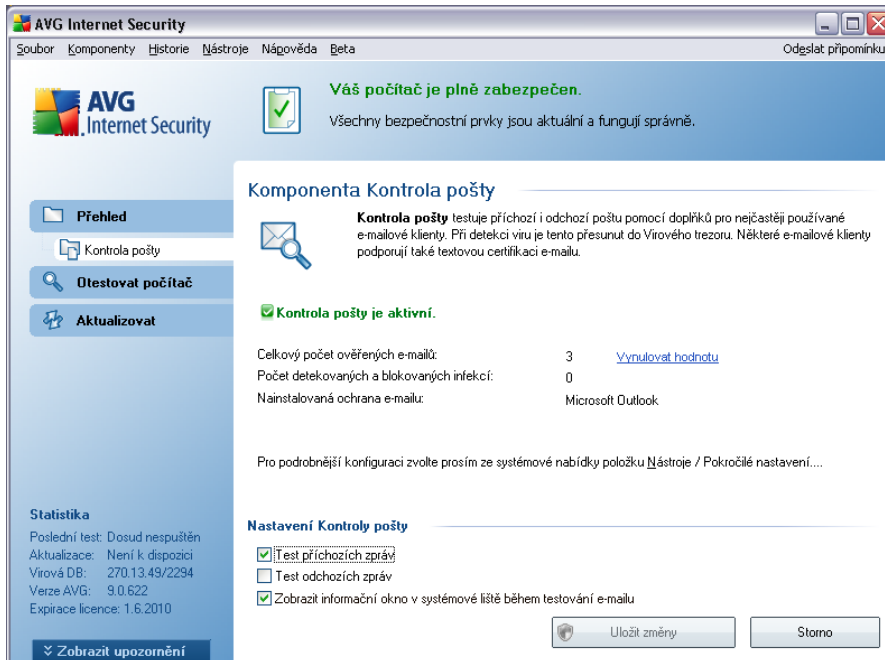 AVG Internet Security
Soubor Komponenty Historie Nástroje Nápověda Beta Odeslat připomínku
AVG
Internet Security
Váš počítač je plně zabezpečen.
Všechny bezpečnostní prvky jsou aktuální a fungují správně.
Přehled
Kontrola pošty
Otestovat počítač
Aktualizovat
Komponenta Kontrola pošty
Kontrola pošty testuje příchozí i odchozí poštu pomocí doplňků pro nejčastěji používané
e-mailové klienty. Při detekci viru je tento přesunut do Virového trezoru. Některé e-mailové klienty
podporují také textovou certifikaci e-mailu.
Kontrola pošty je aktivní.
Celkový počet ověřených e-mailů: 3 Vynulovat hodnotu
Počet detekovaných a blokovaných infekcí: 0
Nainstalovaná ochrana e-mailu: Microsoft Outlook
Pro podrobnější konfiguraci zvolte prosím ze systémové nabídky položku Nástroje / Pokročilé nastavení....
Statistika
Poslední test: Dosud nespuštěn
Aktualizace: Není k dispozici
Virová DB: 270.13.49/2294
Verze AVG: 9.0.622
Expirace licence: 1.6.2010
Zobrazit upozornění
Nastavení Kontroly pošty
Test příchozích zpráv
Test odchozích zpráv
Zobrazit informační okno v systémové liště během testování e-mailu
Uložit změny
Storno